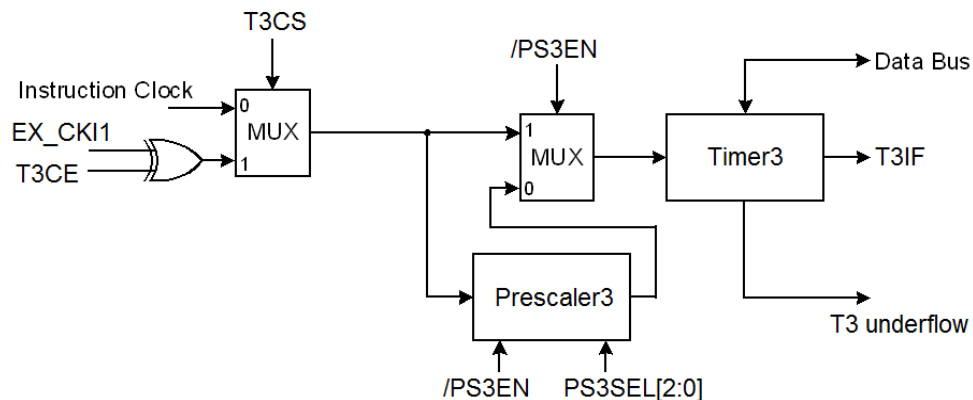 T3CS
/PS3EN
Instruction Clock
0
EX_CKI1
MUX
T3CE
1
1
MUX
0
Timer3
Data Bus
T3IF
Prescaler3
T3 underflow
/PS3EN
PS3SEL[2:0]